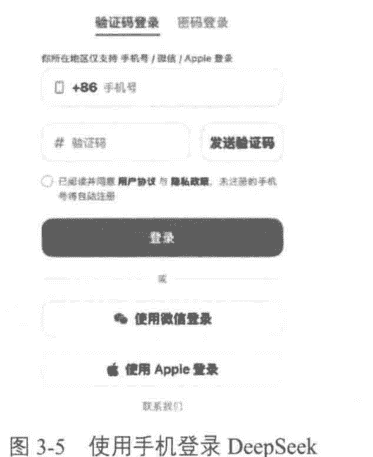 验证码登录 密码登录
你所在地区仅支持 手机号 / 微信 / Apple 登录
+86 手机号
# 验证码 发送验证码
已阅读并同意 用户协议 与 隐私政策，未注册的手机
号将自动注册
登录
或
使用微信登录
使用 Apple 登录
联系我们
图 3-5 使用手机登录 DeepSeek